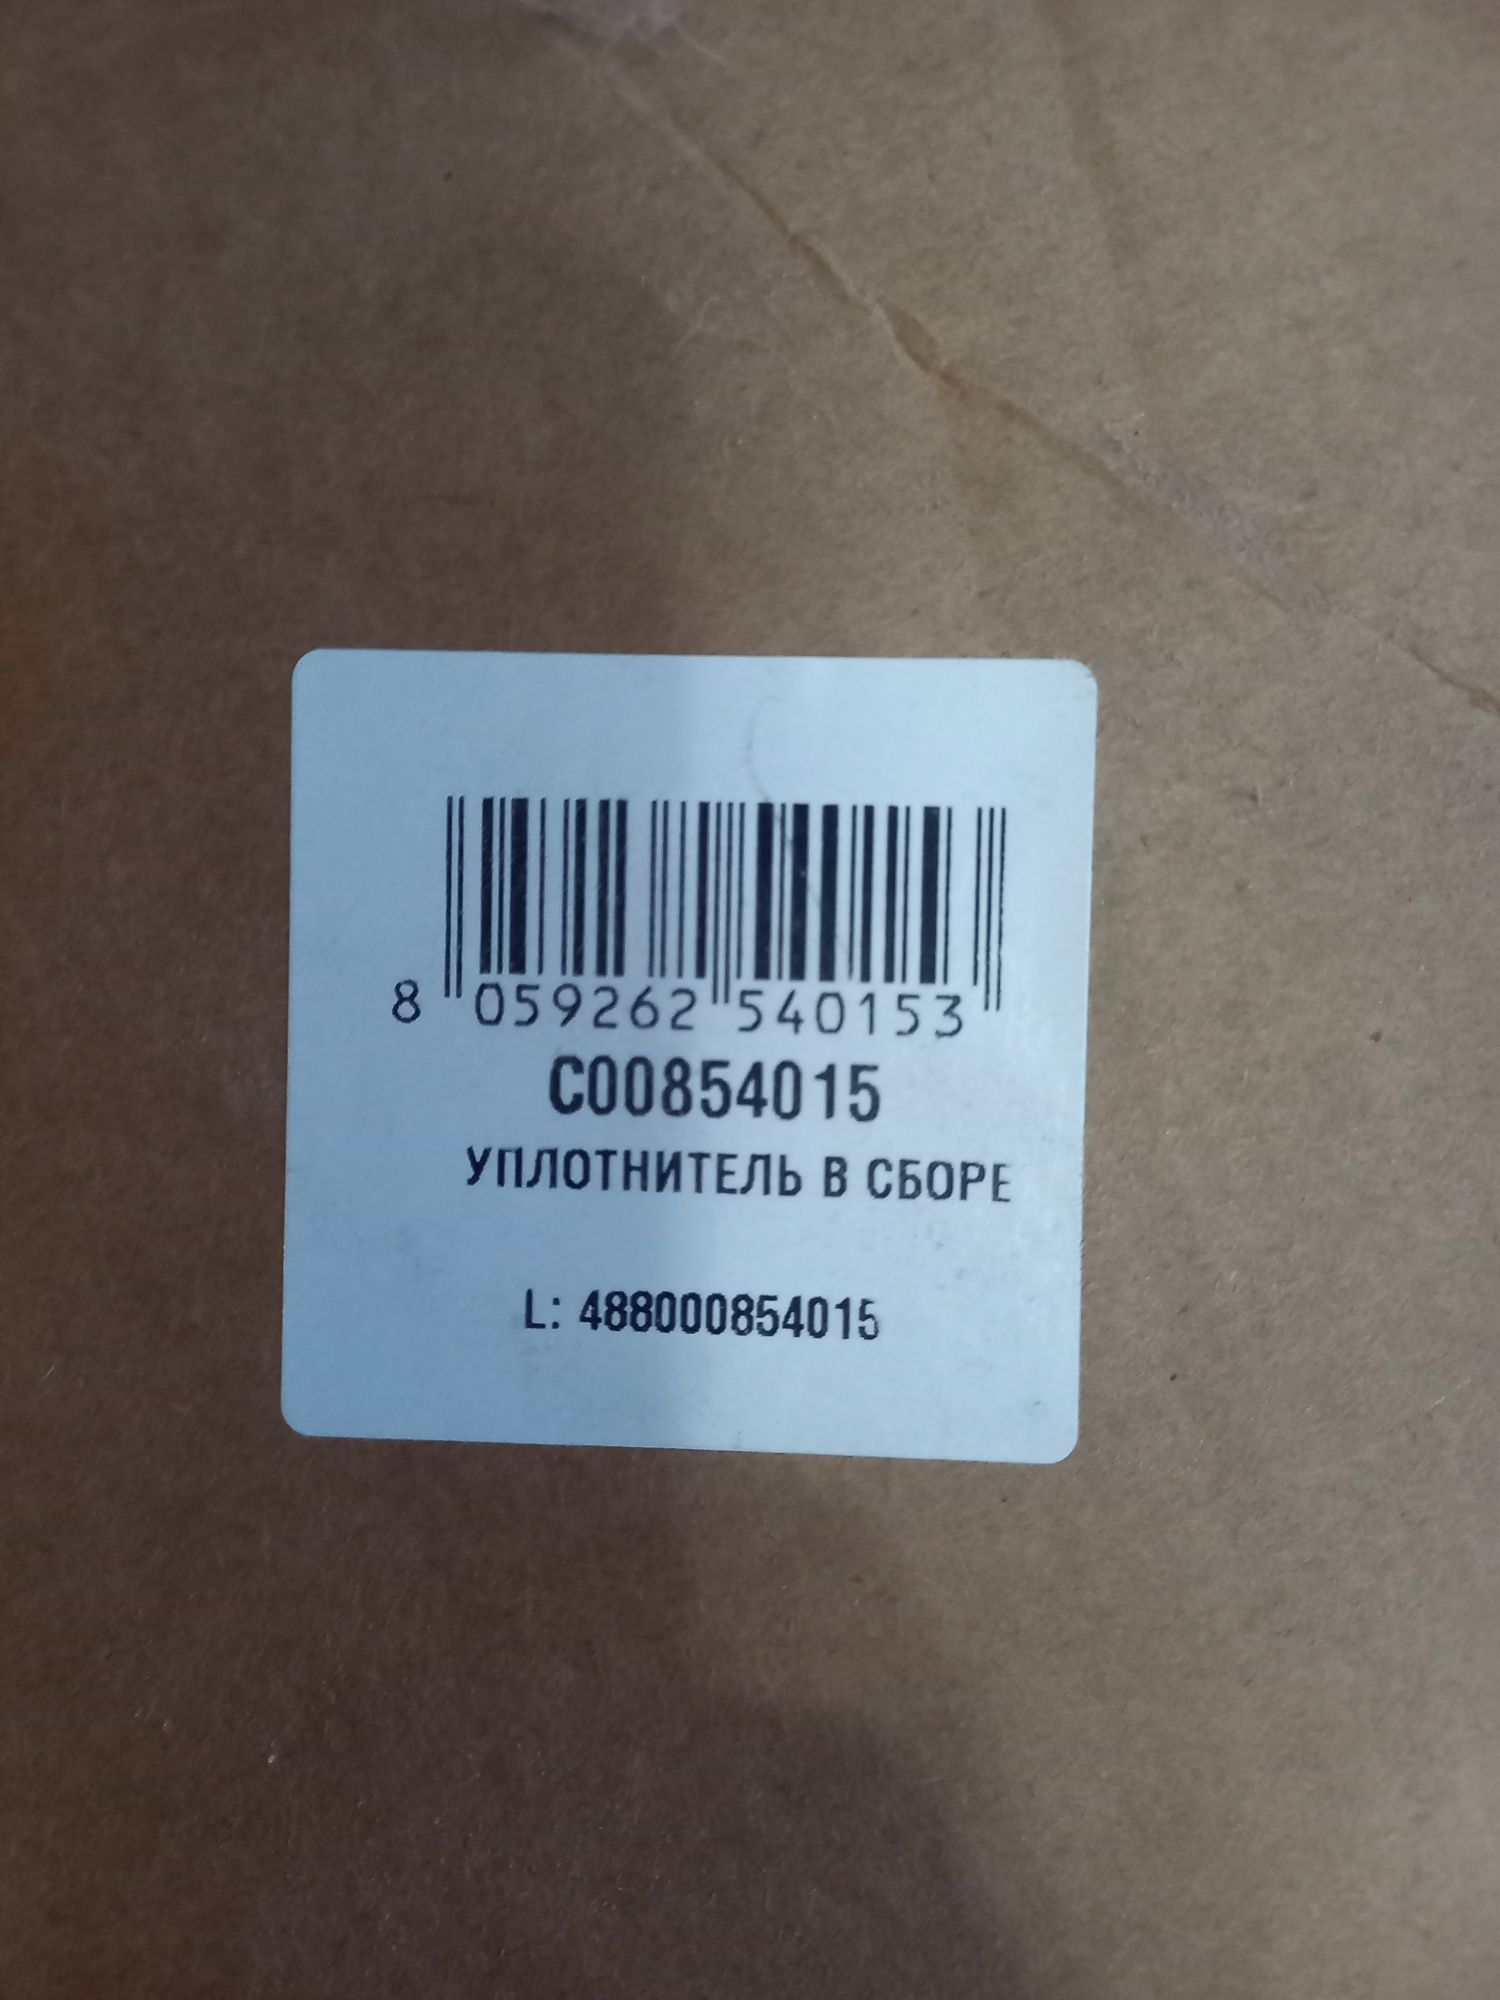 8 059262 540153
C00854015
УПЛОТНИТЕЛЬ В СБОРЕ
L: 488000854015